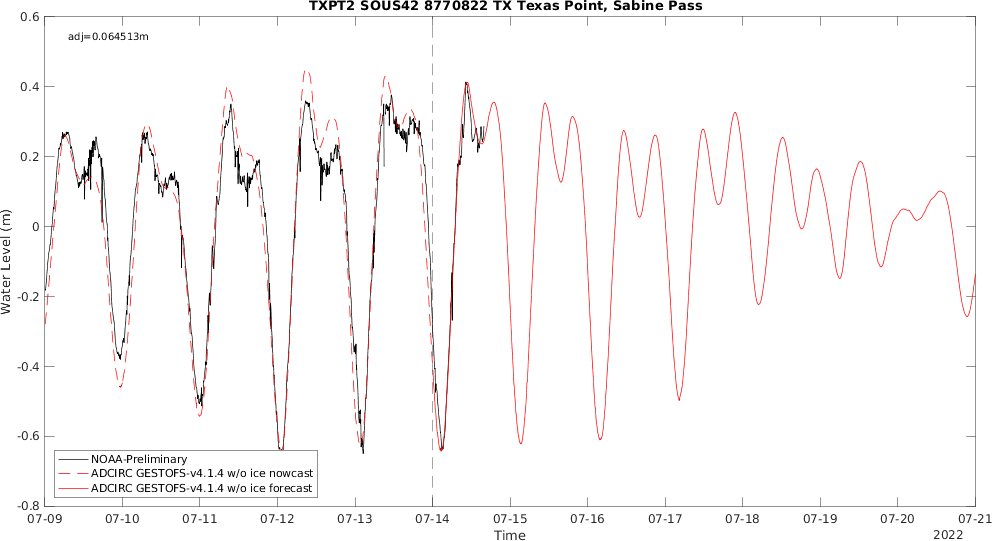 TXPT2 SOUS42 8770822 TX Texas Point, Sabine Pass
adj=0.064513m
0.6
0.4
0.2
0
-0.2
-0.4
-0.6
-0.8
Water Level (m)
NOAA-Preliminary
ADCIRC GESTOFS-v4.1.4 w/o ice nowcast
ADCIRC GESTOFS-v4.1.4 w/o ice forecast
07-09 07-10 07-11 07-12 07-13 07-14 07-15 07-16 07-17 07-18 07-19 07-20 07-21
Time
2022